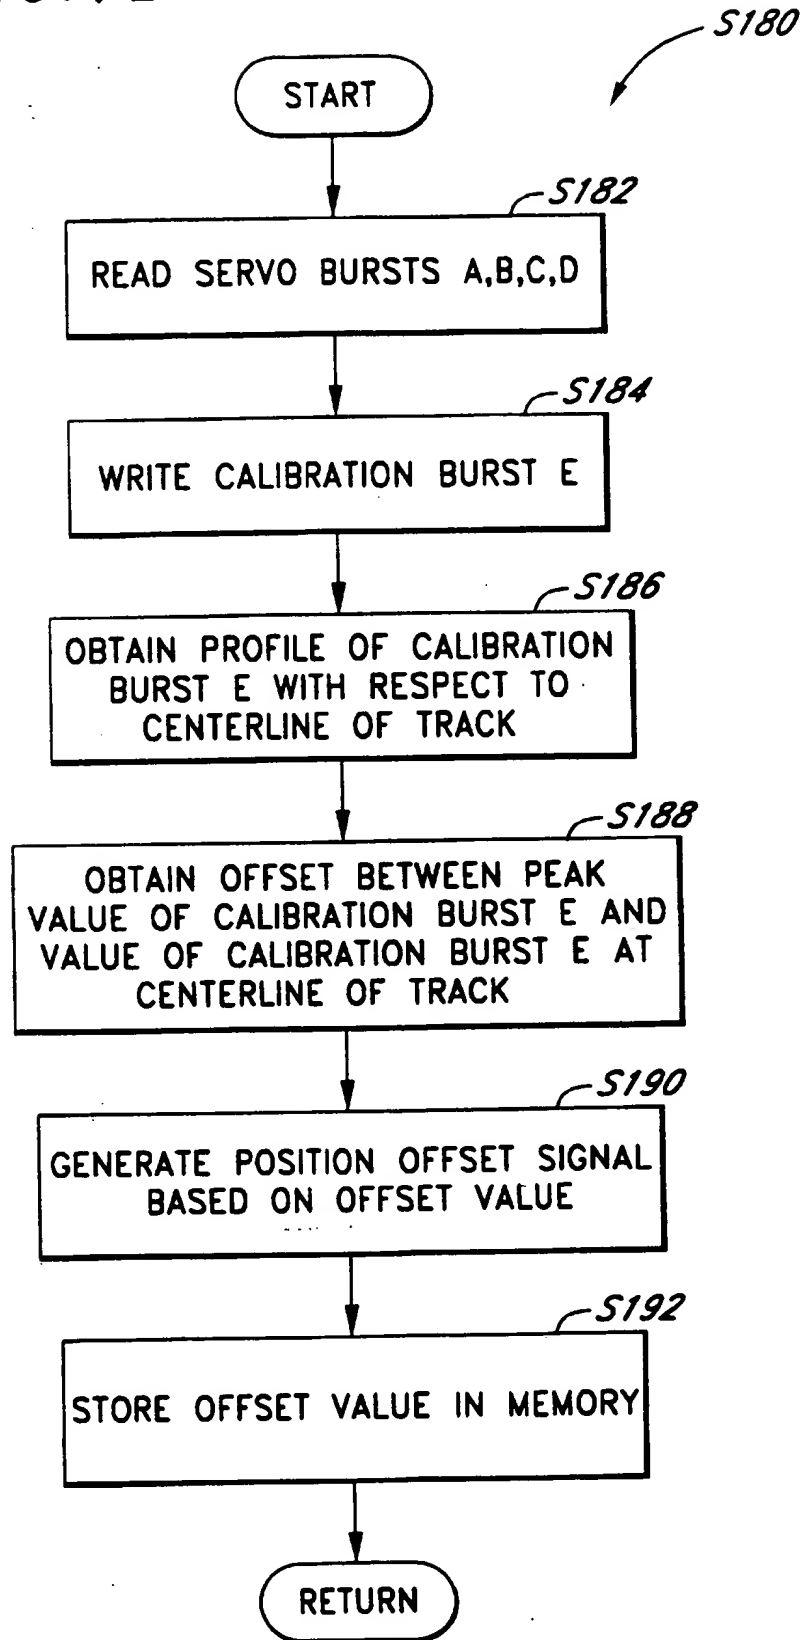 S180
START
S182
READ SERVO BURSTS A,B,C,D
S184
WRITE CALIBRATION BURST E
S186
OBTAIN PROFILE OF CALIBRATION
BURST E WITH RESPECT TO
CENTERLINE OF TRACK
S188
OBTAIN OFFSET BETWEEN PEAK
VALUE OF CALIBRATION BURST E AND
VALUE OF CALIBRATION BURST E AT
CENTERLINE OF TRACK
S190
GENERATE POSITION OFFSET SIGNAL
BASED ON OFFSET VALUE
S192
STORE OFFSET VALUE IN MEMORY
RETURN